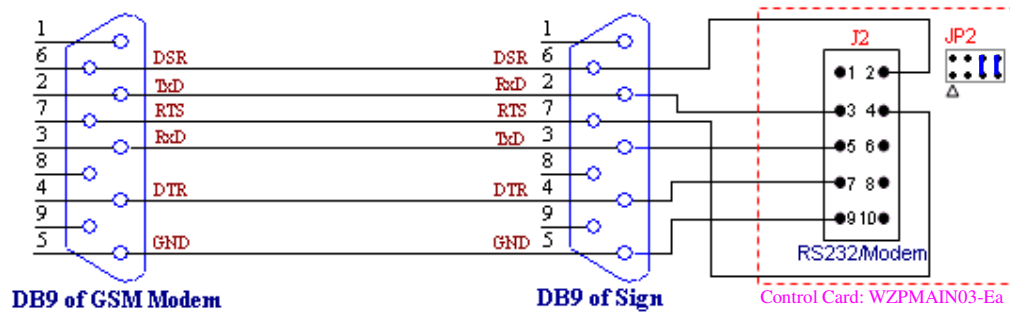 1
6 DSR DSR 6
2 TxD RxD 2
7 RTS RTS 7
3 RxD TxD 3
8 8
4 DTR DTR 4
9 9
5 GND GND 5
1
DB9 of GSM Modem
DB9 of Sign
J2
JP2
1 2
3 4
5 6
7 8
9 10
RS232/Modem
Control Card: WZPMAIN03-Ea